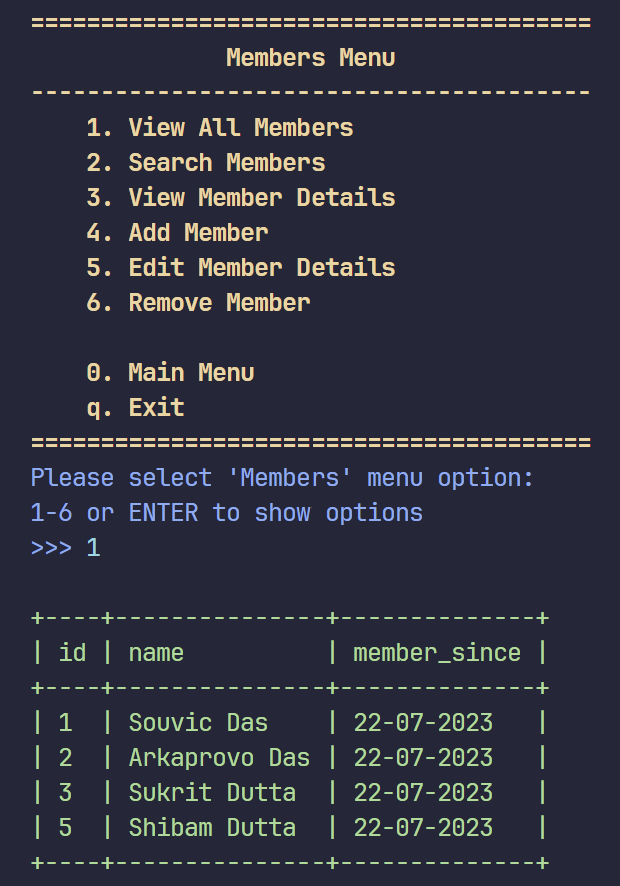 ========================================
Members Menu
----------------------------------------
1. View All Members
2. Search Members
3. View Member Details
4. Add Member
5. Edit Member Details
6. Remove Member
0. Main Menu
q. Exit
========================================
Please select 'Members' menu option:
1-6 or ENTER to show options
>>> 1
+----+---------------+--------------+
| id | name          | member_since |
+----+---------------+--------------+
| 1  | Souvic Das    | 22-07-2023   |
| 2  | Arkaprovo Das | 22-07-2023   |
| 3  | Sukrit Dutta  | 22-07-2023   |
| 5  | Shibam Dutta  | 22-07-2023   |
+----+---------------+--------------+